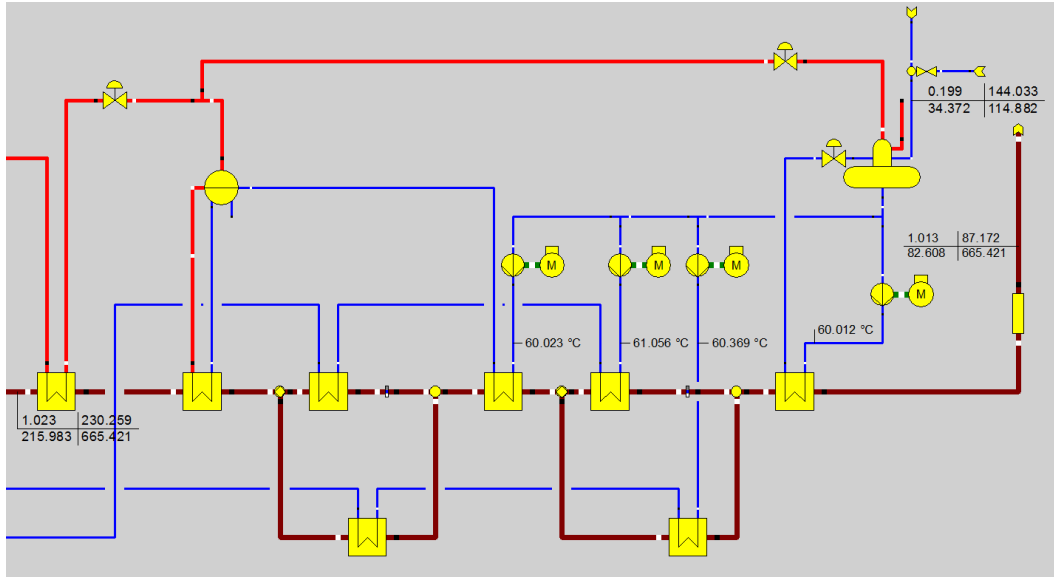 0.199 144.033
34.372 114.882
1.013 87.172
82.608 665.421
M
M
M
M
60.012 °C
60.023 °C
61.056 °C
60.369 °C
1.023 230.259
215.983 665.421